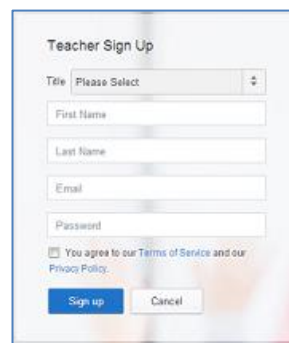 Teacher Sign Up
Title Please Select
First Name
Last Name
Email
Password
You agree to our Terms of Service and our
Privacy Policy.
Sign up Cancel